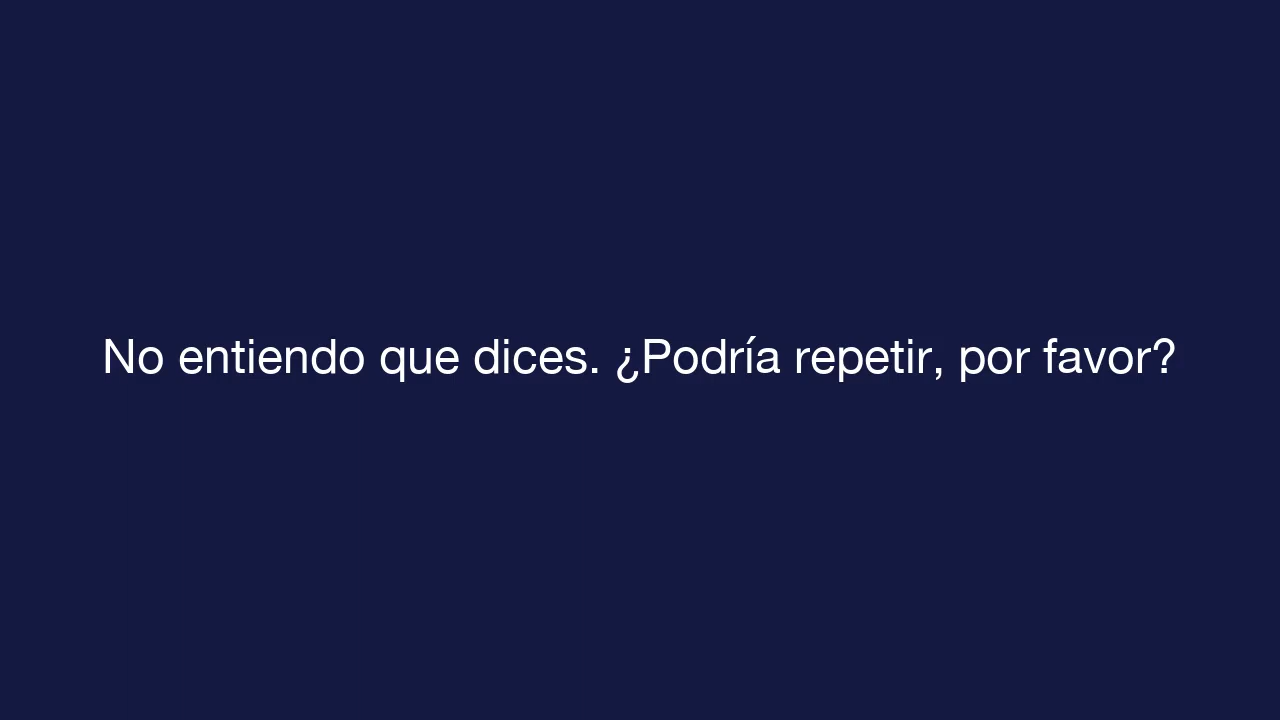 No entiendo que dices. ¿Podría repetir, por favor?